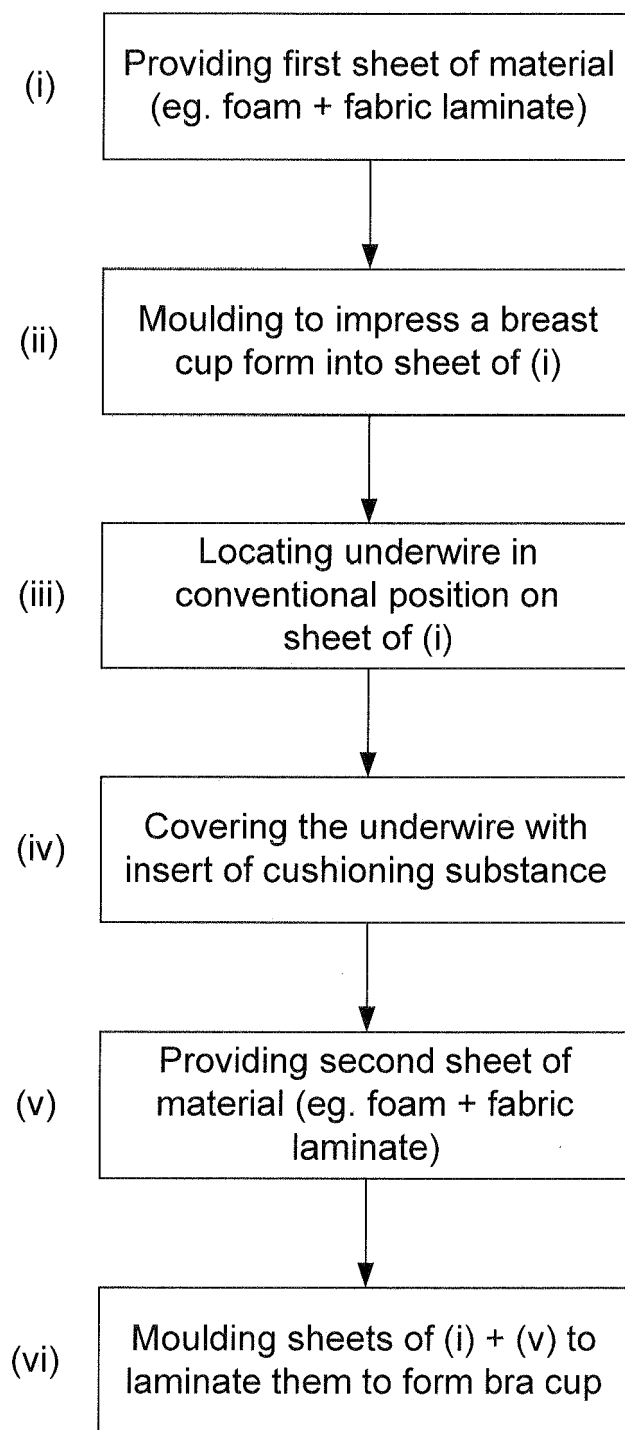 (i)
Providing first sheet of material
(eg. foam + fabric laminate)
(ii)
Moulding to impress a breast
cup form into sheet of (i)
(iii)
Locating underwire in
conventional position on
sheet of (i)
(iv)
Covering the underwire with
insert of cushioning substance
(v)
Providing second sheet of
material (eg. foam + fabric
laminate)
(vi)
Moulding sheets of (i) + (v) to
laminate them to form bra cup